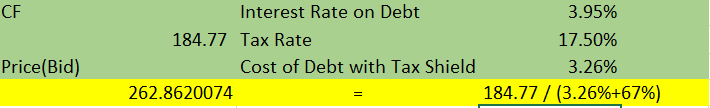 CF Interest Rate on Debt 3.95%
184.77 Tax Rate 17.50%
Price(Bid) Cost of Debt with Tax Shield 3.26%
262.8620074 = 184.77 / (3.26%+67%)